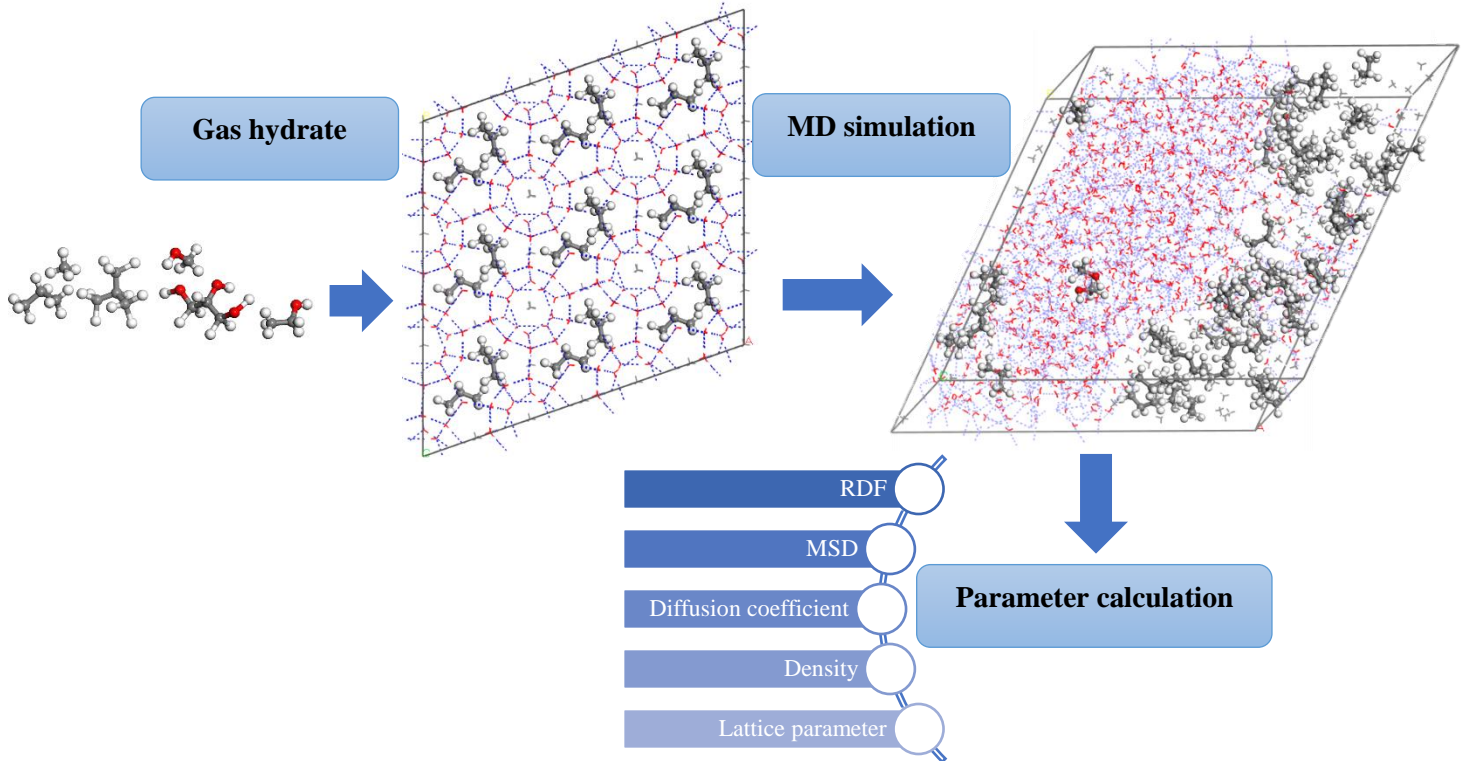 Gas hydrate
MD simulation
RDF
MSD
Diffusion coefficient
Density
Lattice parameter
Parameter calculation